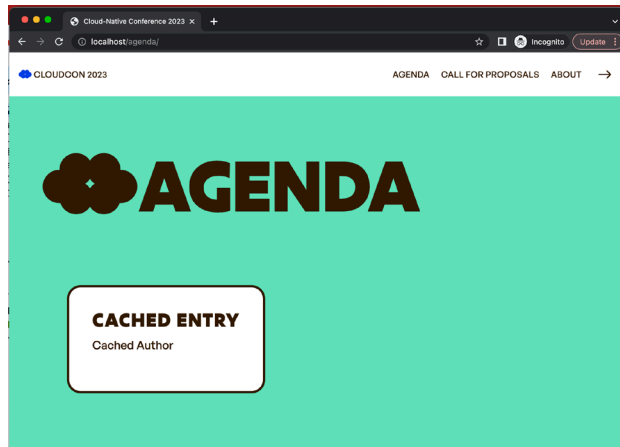 Cloud-Native Conference 2023
localhost/agenda/
Incognito
Update
CLOUDCON 2023
AGENDA CALL FOR PROPOSALS ABOUT
AGENDA
CACHED ENTRY
Cached Author